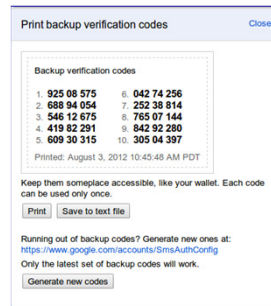 Print backup verification codes
Close
Backup verification codes
1. 925 08 575 6. 042 74 256
2. 688 94 054 7. 252 38 814
3. 546 12 675 8. 765 07 144
4. 419 82 291 9. 842 92 280
5. 609 30 315 10. 305 04 397
Printed: August 3, 2012 10:45:48 AM PDT
Keep them someplace accessible, like your wallet. Each code
can be used only once.
Print Save to text file
Running out of backup codes? Generate new ones at:
https://www.google.com/accounts/SmsAuthConfig
Only the latest set of backup codes will work.
Generate new codes